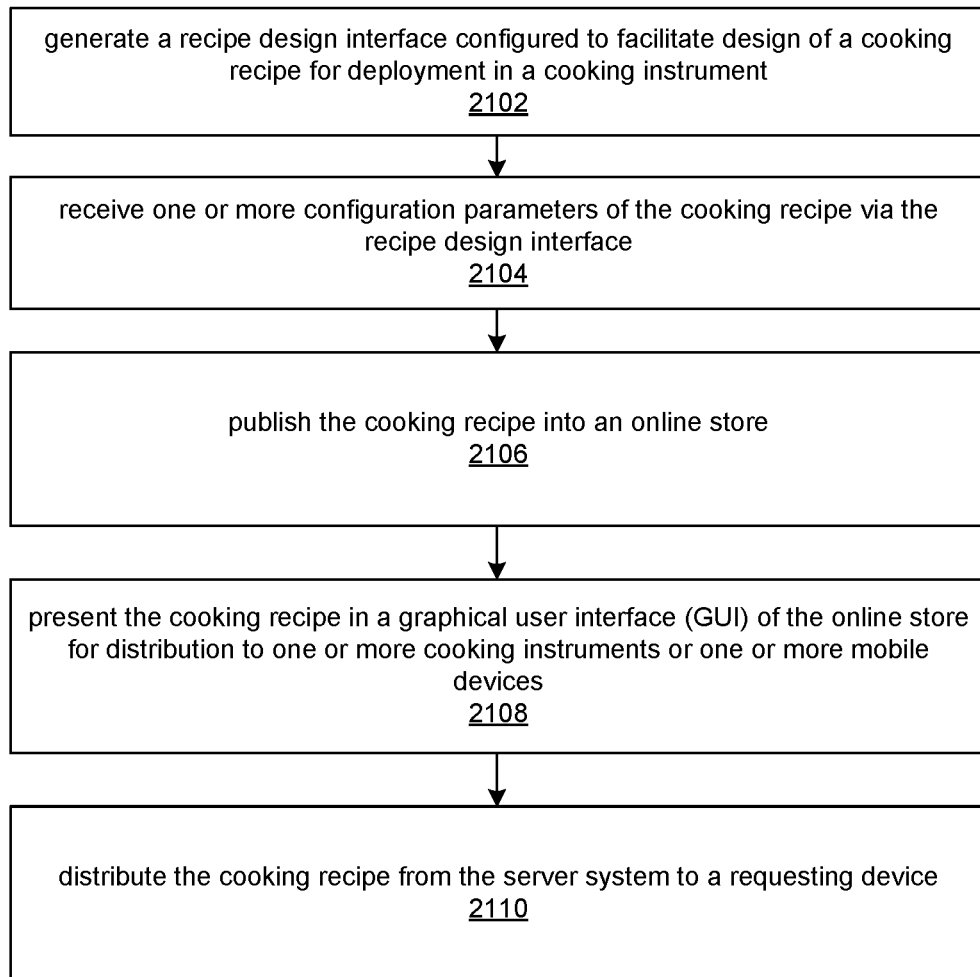 generate a recipe design interface configured to facilitate design of a cooking
recipe for deployment in a cooking instrument
2102
receive one or more configuration parameters of the cooking recipe via the
recipe design interface
2104
publish the cooking recipe into an online store
2106
present the cooking recipe in a graphical user interface (GUI) of the online store
for distribution to one or more cooking instruments or one or more mobile
devices
2108
distribute the cooking recipe from the server system to a requesting device
2110